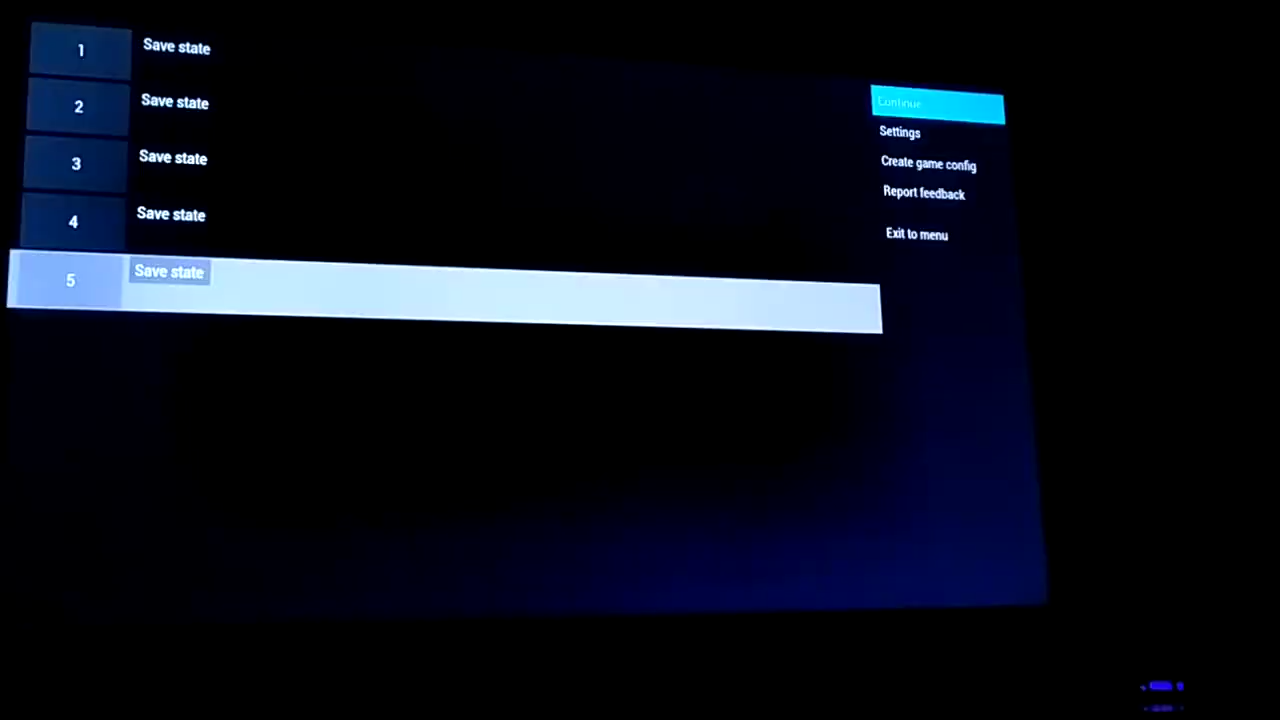 1 Save state
2 Save state
3 Save state
4 Save state
5 Save state
Continue
Settings
Create game config
Report feedback
Exit to menu